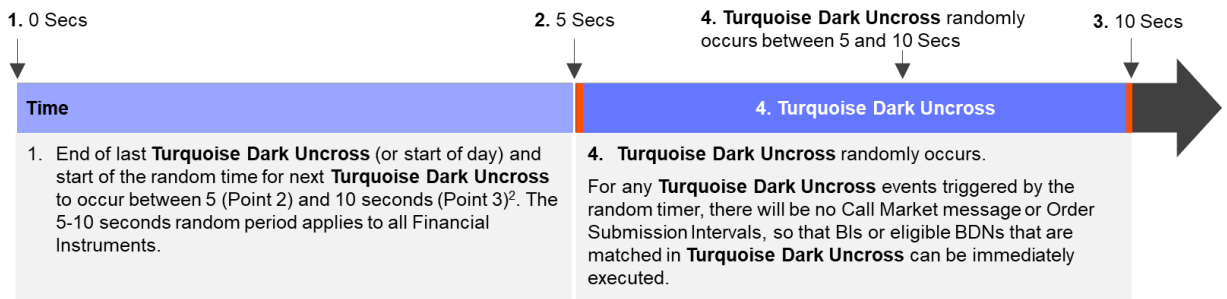 1. 0 Secs
2. 5 Secs
4. Turquoise Dark Uncross randomly
occurs between 5 and 10 Secs
3. 10 Secs
Time
4. Turquoise Dark Uncross
1. End of last Turquoise Dark Uncross (or start of day) and
start of the random time for next Turquoise Dark Uncross
to occur between 5 (Point 2) and 10 seconds (Point 3)². The
5-10 seconds random period applies to all Financial
Instruments.
4. Turquoise Dark Uncross randomly occurs.
For any Turquoise Dark Uncross events triggered by the
random timer, there will be no Call Market message or Order
Submission Intervals, so that BIs or eligible BDNs that are
matched in Turquoise Dark Uncross can be immediately
executed.